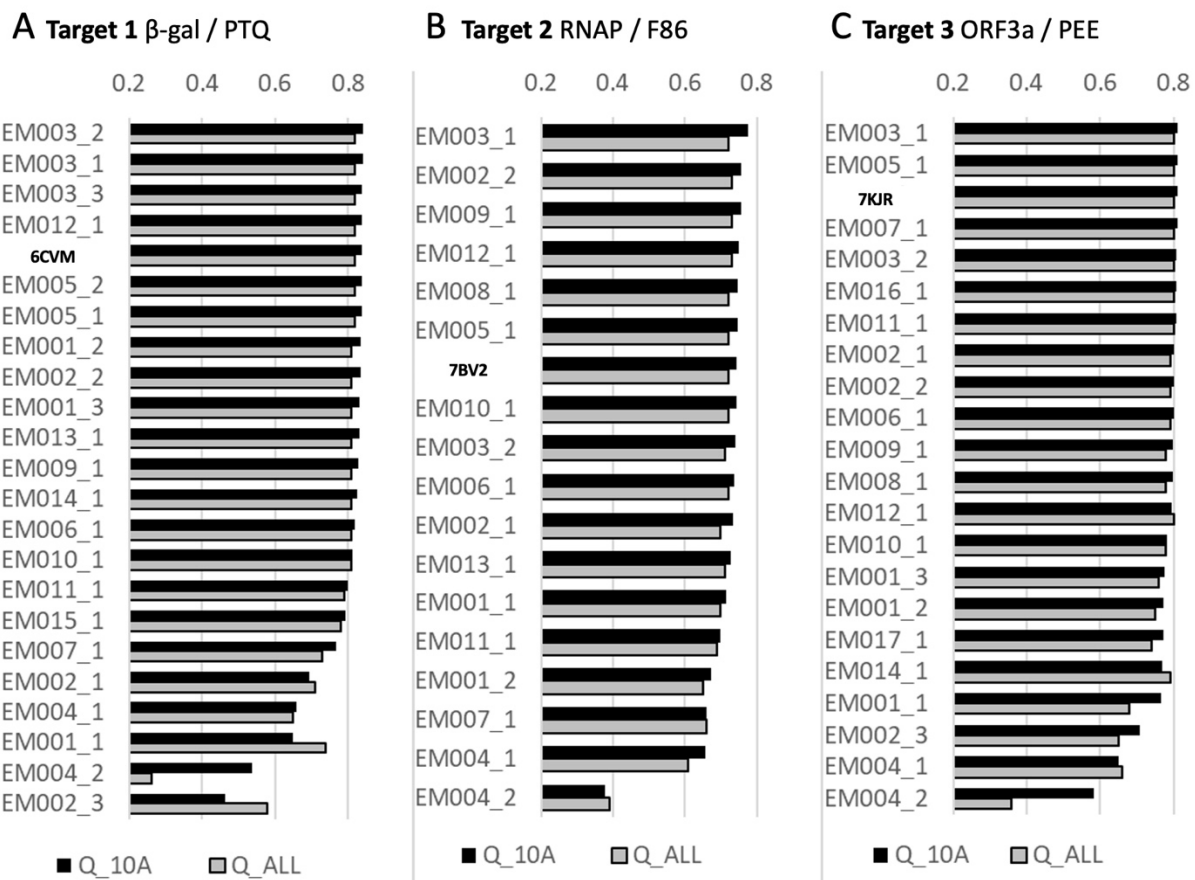 A Target 1 β-gal / PTQ
0.2 0.4 0.6 0.8
EM003_2
EM003_1
EM003_3
EM012_1
6CVM
EM005_2
EM005_1
EM001_2
EM002_2
EM001_3
EM013_1
EM009_1
EM014_1
EM006_1
EM010_1
EM011_1
EM015_1
EM007_1
EM002_1
EM004_1
EM001_1
EM004_2
EM002_3
Q_10A Q_ALL
B Target 2 RNAP / F86
0.2 0.4 0.6 0.8
EM003_1
EM002_2
EM009_1
EM012_1
EM008_1
EM005_1
7BV2
EM010_1
EM003_2
EM006_1
EM002_1
EM013_1
EM001_1
EM011_1
EM001_2
EM007_1
EM004_1
EM004_2
Q_10A Q_ALL
C Target 3 ORF3a / PEE
0.2 0.4 0.6 0.8
EM003_1
EM005_1
7KJR
EM007_1
EM003_2
EM016_1
EM011_1
EM002_1
EM002_2
EM006_1
EM009_1
EM008_1
EM012_1
EM010_1
EM001_3
EM001_2
EM017_1
EM014_1
EM001_1
EM002_3
EM004_1
EM004_2
Q_10A Q_ALL